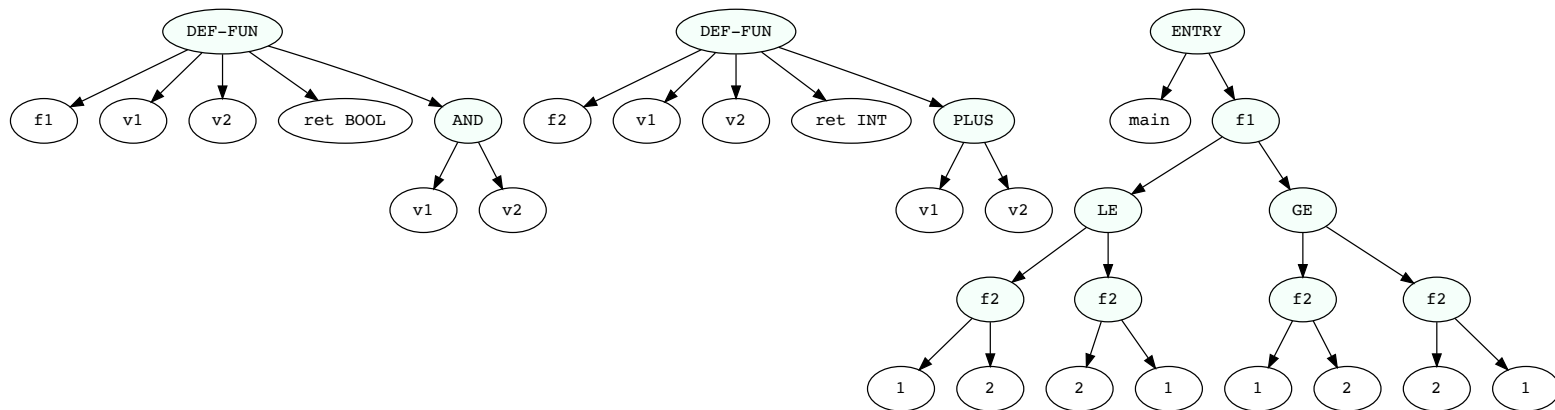 DEF-FUN DEF-FUN ENTRY
f1 v1 v2 ret BOOL AND f2 v1 v2 ret INT PLUS main f1
v1 v2 v1 v2 LE GE
f2 f2 f2 f2
1 2 2 1 1 2 2 1